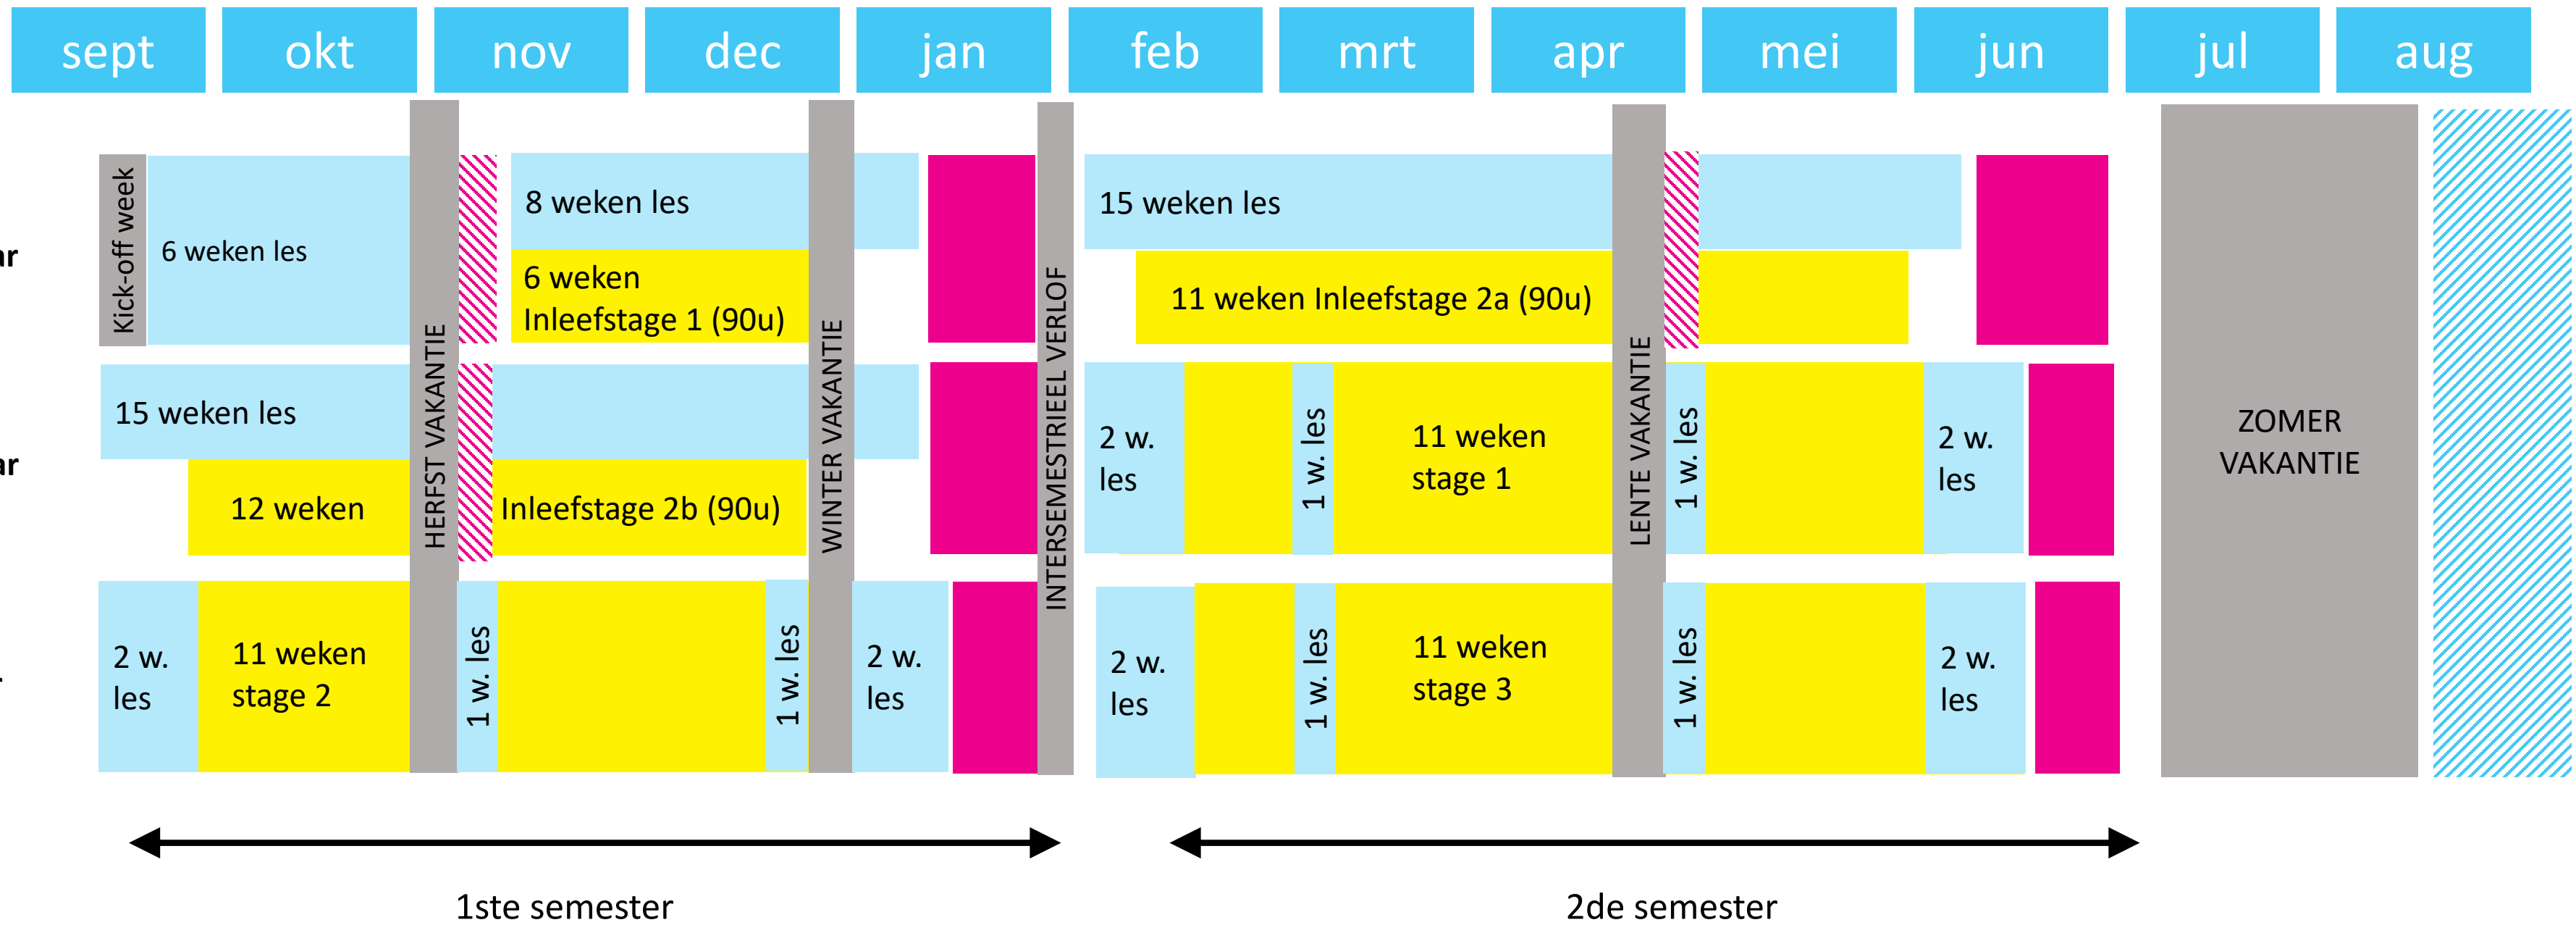 sept okt nov dec jan feb mrt apr mei jun jul aug
Kick-off week
6 weken les
HERFST VAKANTIE
8 weken les
6 weken
Inleefstage 1 (90u)
WINTER VAKANTIE
INTERSEMESTRIEEL VERLOF
15 weken les
11 weken Inleefstage 2a (90u)
LENTE VAKANTIE
ZOMER
VAKANTIE
15 weken les
12 weken
Inleefstage 2b (90u)
2 w.
les
1 w. les
11 weken
stage 1
1 w. les
2 w.
les
2 w.
les
11 weken
stage 2
1 w. les
1 w. les
2 w.
les
2 w.
les
1 w. les
11 weken
stage 3
1 w. les
2 w.
les
1ste semester
2de semester